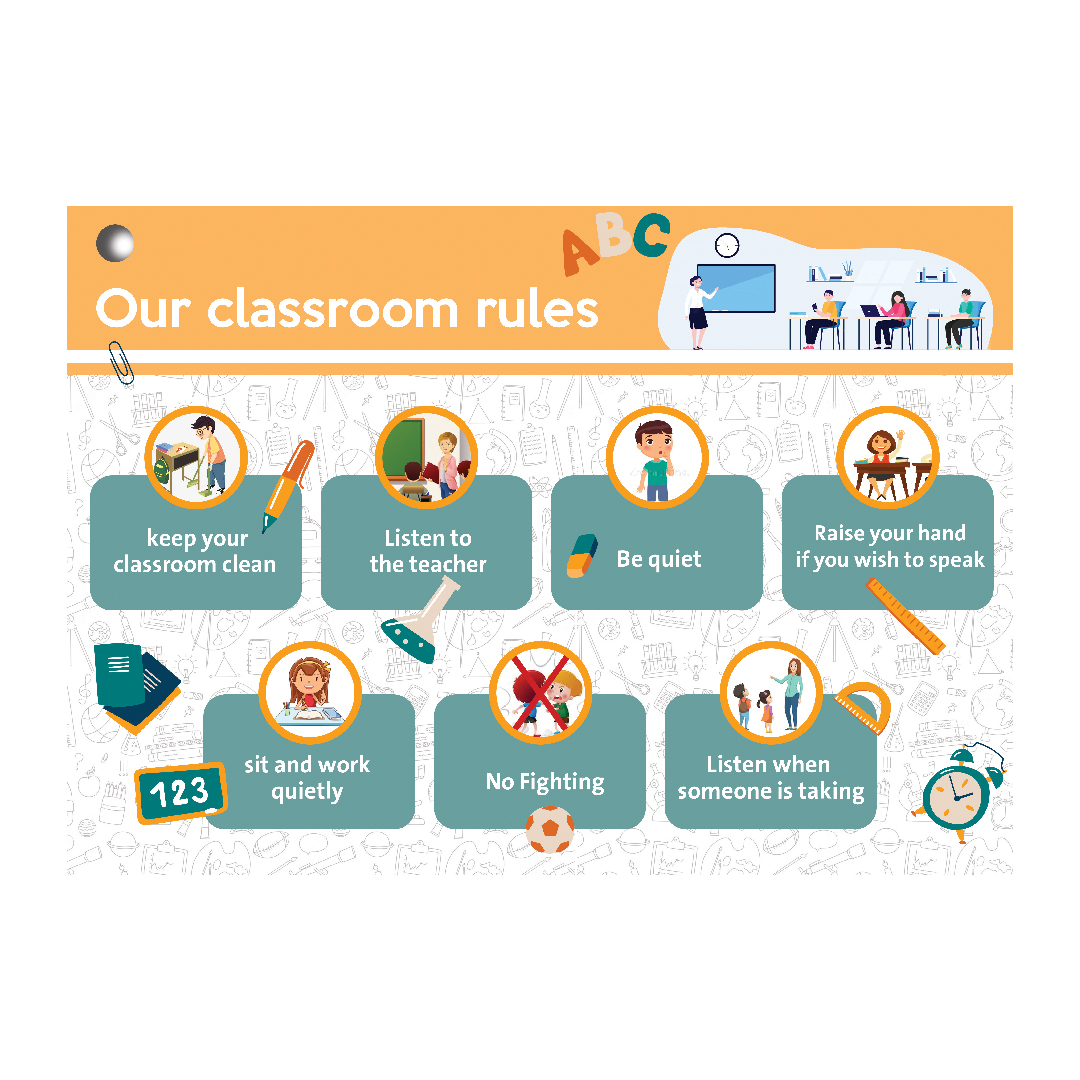 ABC
Our classroom rules
keep your
classroom clean
Listen to
the teacher
Be quiet
Raise your hand
if you wish to speak
sit and work
quietly
No Fighting
Listen when
someone is taking
123